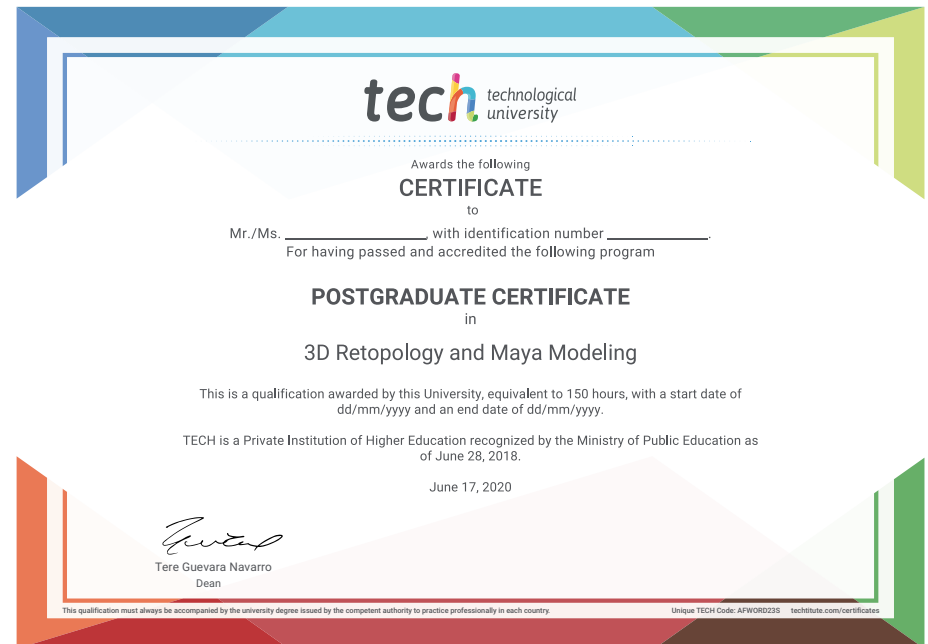 tech technological
university
Awards the following
CERTIFICATE
to
Mr./Ms. ________________, with identification number ____________.
For having passed and accredited the following program
POSTGRADUATE CERTIFICATE
in
3D Retopology and Maya Modeling
This is a qualification awarded by this University, equivalent to 150 hours, with a start date of
dd/mm/yyyy and an end date of dd/mm/yyyy.
TECH is a Private Institution of Higher Education recognized by the Ministry of Public Education as
of June 28, 2018.
June 17, 2020
Tere Guevara Navarro
Dean
This qualification must always be accompanied by the university degree issued by the competent authority to practice professionally in each country. Unique TECH Code: AFWORD23S techtitute.com/certificates